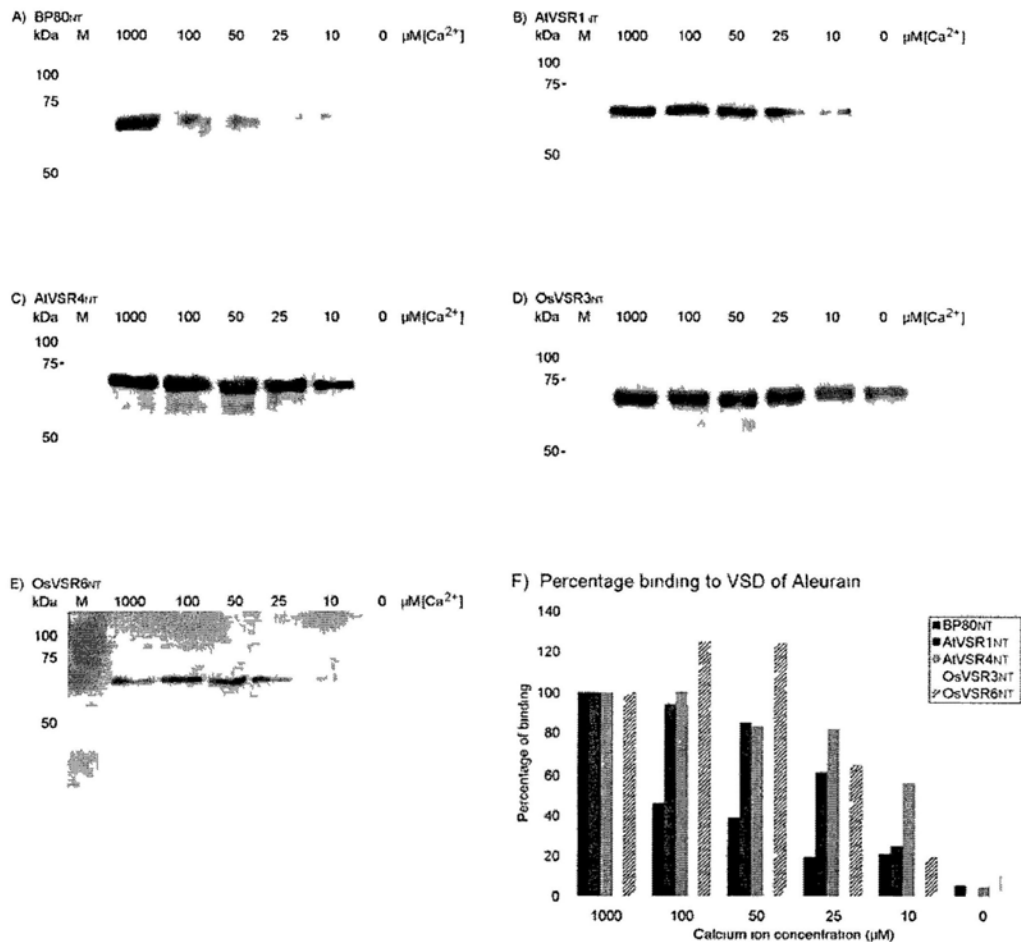 A) BP80NT
kDa M 1000 100 50 25 10 0 µM[Ca2+]
100
75
50
B) AtVSR1NT
kDa M 1000 100 50 25 10 0 µM[Ca2+]
100
75-
50
C) AtVSR4NT
kDa M 1000 100 50 25 10 0 µM[Ca2+]
100
75-
50
D) OsVSR3NT
kDa M 1000 100 50 25 10 0 µM[Ca2+]
100
75-
50-
E) OsVSR6NT
kDa M 1000 100 50 25 10 0 µM[Ca2+]
100
75
50
F) Percentage binding to VSD of Aleurain
Percentage of binding
140
120
100
80
60
40
20
0
1000 100 50 25 10 0
Calcium ion concentration (µM)
BP80NT
AtVSR1NT
AtVSR4NT
OsVSR3NT
OsVSR6NT